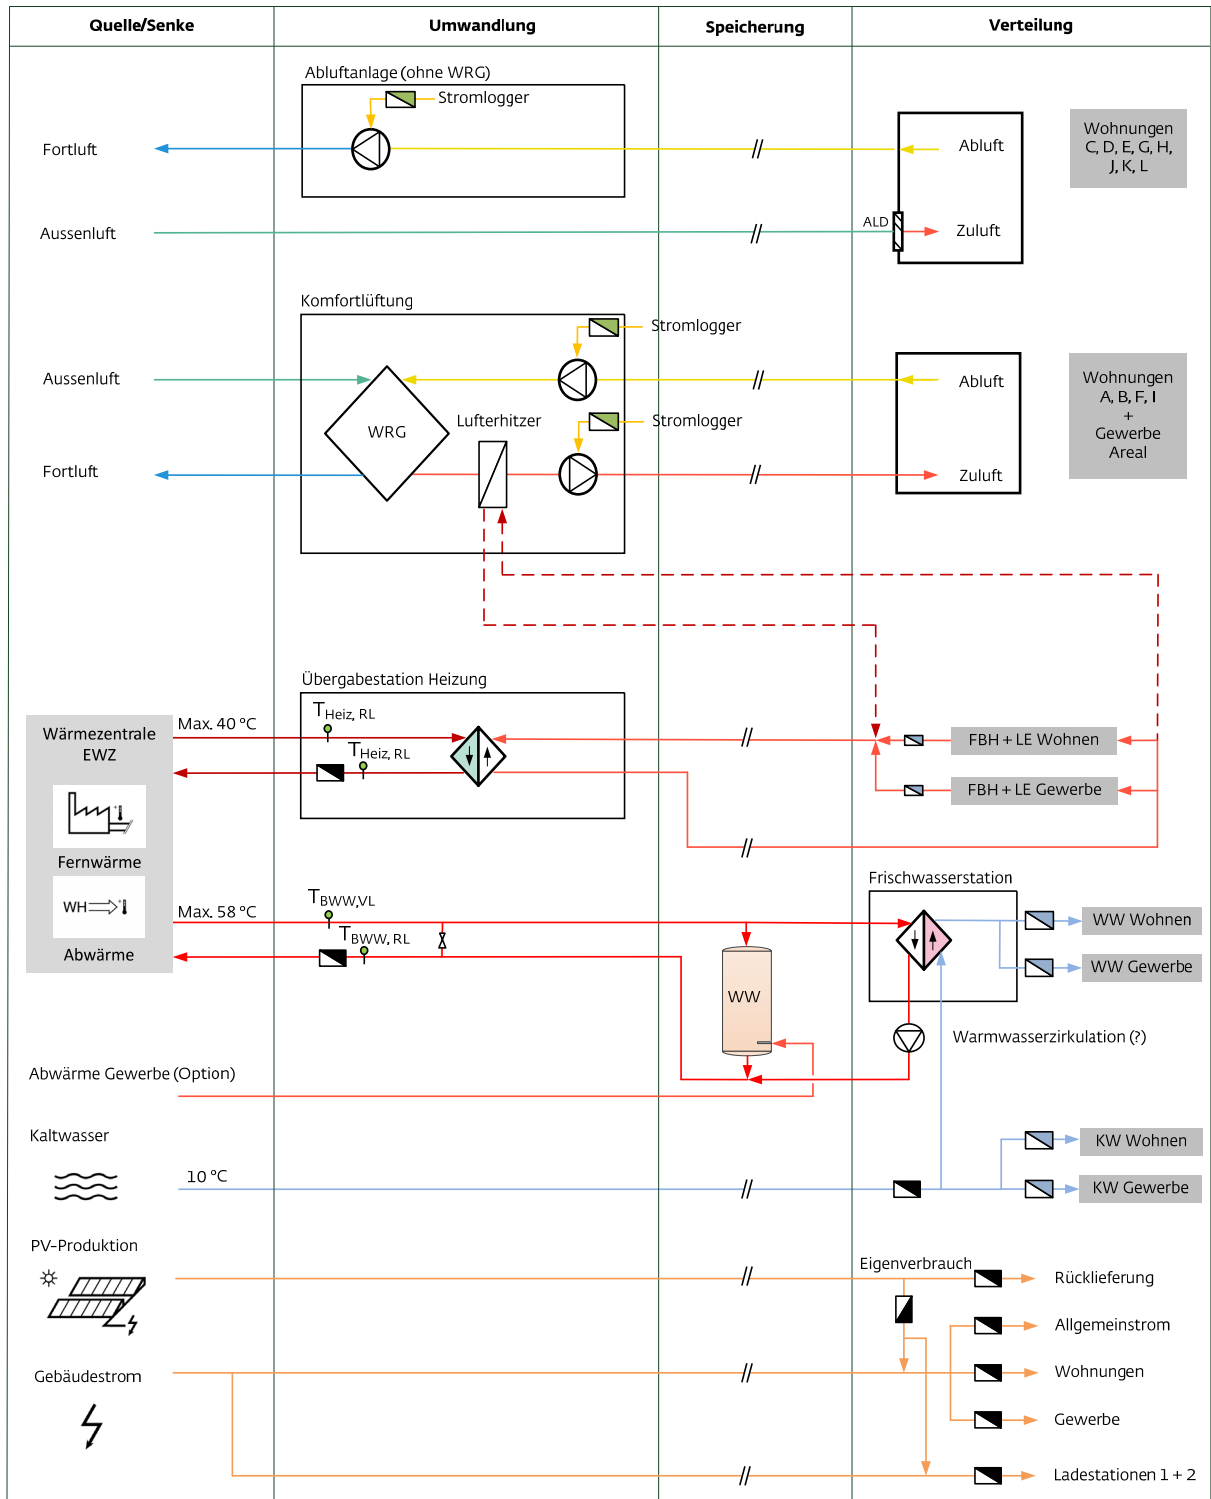 Quelle/Senke
Umwandlung
Speicherung
Verteilung
Abluftanlage (ohne WRG)
Stromlogger
Fortluft
Abluft
Wohnungen
C, D, E, G, H,
J, K, L
Aussenluft
ALD
Zuluft
Komfortlüftung
Stromlogger
Aussenluft
Abluft
Wohnungen
A, B, F, I
+
Gewerbe
Areal
WRG
Lufterhitzer
Stromlogger
Fortluft
Zuluft
Übergabestation Heizung
Max. 40 °C
THeiz, RL
Wärmezentrale
EWZ
THeiz, RL
FBH + LE Wohnen
FBH + LE Gewerbe
Fernwärme
WH
Abwärme
Max. 58 °C
TBWW,VL
TBWW, RL
Frischwasserstation
WW Wohnen
WW Gewerbe
WW
Warmwasserzirkulation (?)
Abwärme Gewerbe (Option)
Kaltwasser
10 °C
KW Wohnen
KW Gewerbe
PV-Produktion
Eigenverbrauch
Rücklieferung
Allgemeinstrom
Gebäudestrom
Wohnungen
Gewerbe
Ladestationen 1 + 2